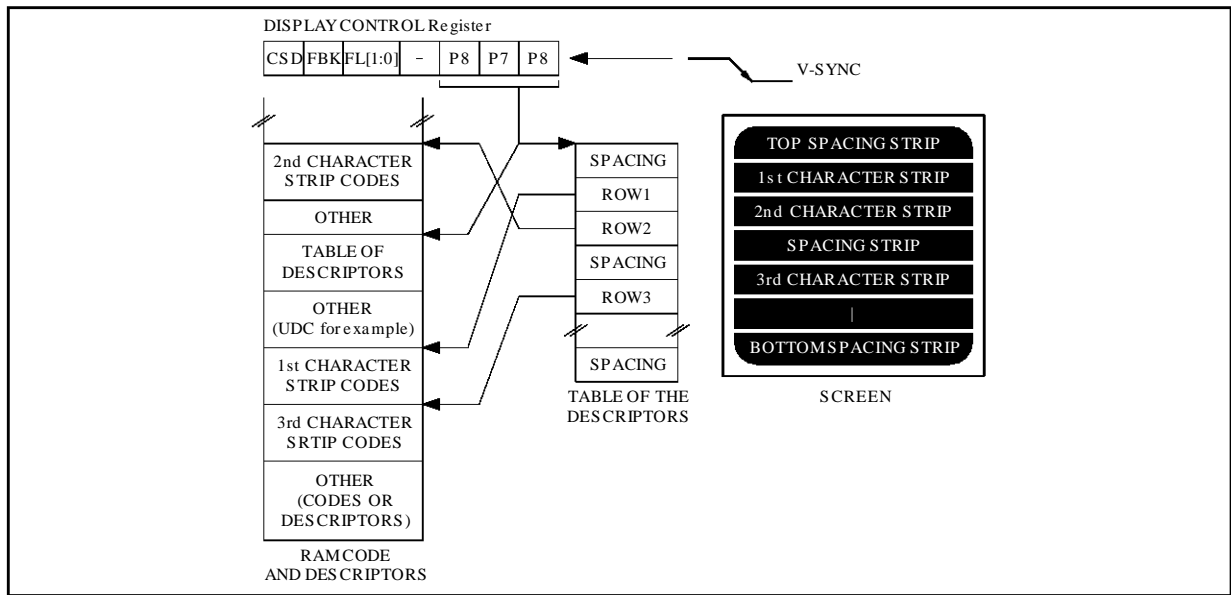 DISPLAY CONTROL Register
CSD FBK FL[1:0] - P8 P7 P8
V-SYNC
2nd CHARACTER
STRIP CODES
OTHER
TABLE OF
DESCRIPTORS
OTHER
(UDC for example)
1st CHARACTER
STRIP CODES
3rd CHARACTER
SRTIP CODES
OTHER
(CODES OR
DESCRIPTORS)
RAM CODE
AND DESCRIPTORS
SPACING
ROW1
ROW2
SPACING
ROW3
SPACING
TABLE OF THE
DESCRIPTORS
TOP SPACING STRIP
1st CHARACTER STRIP
2nd CHARACTER STRIP
SPACING STRIP
3rd CHARACTER STRIP
|
BOTTOM SPACING STRIP
SCREEN